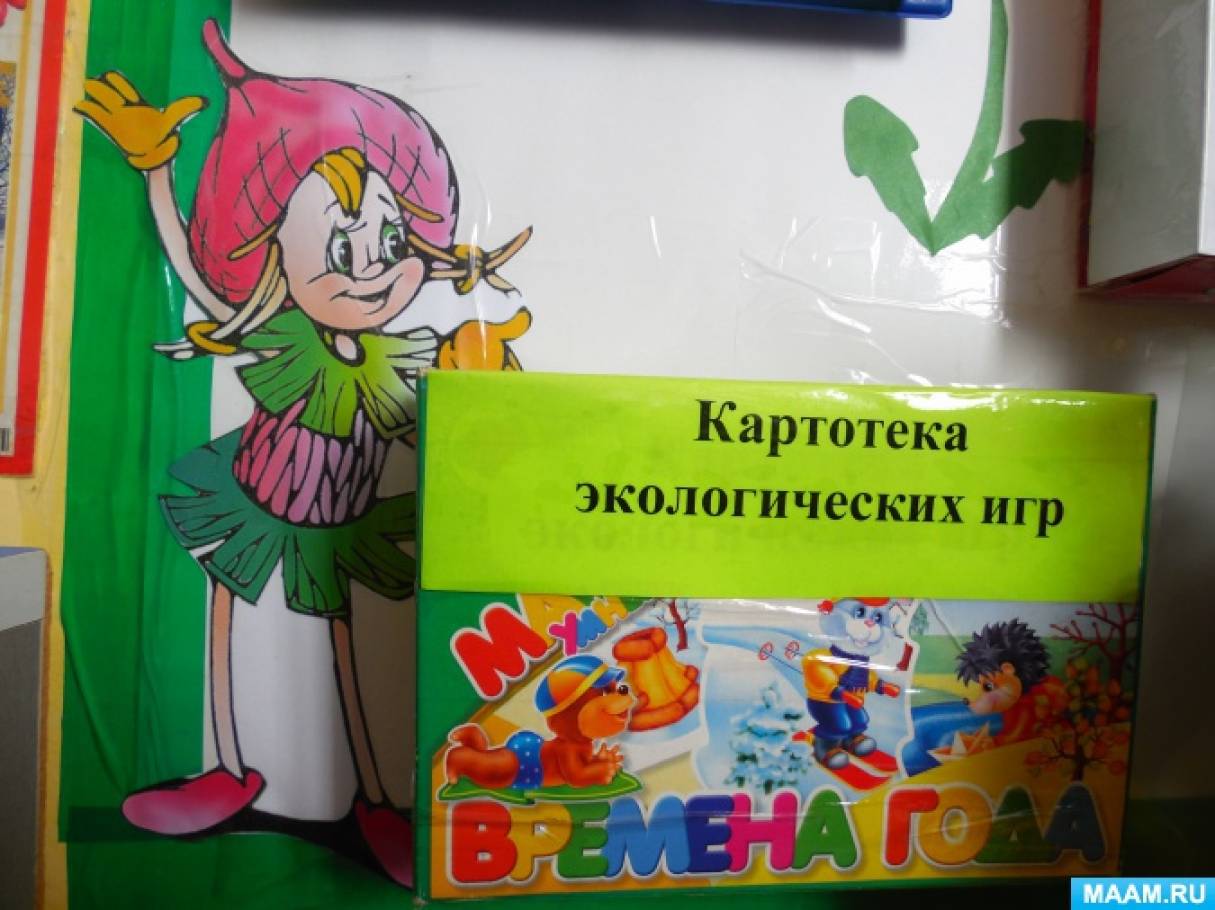 Картотека
экологических игр
ВРЕМЕНА ГОДА
MAAM.RU